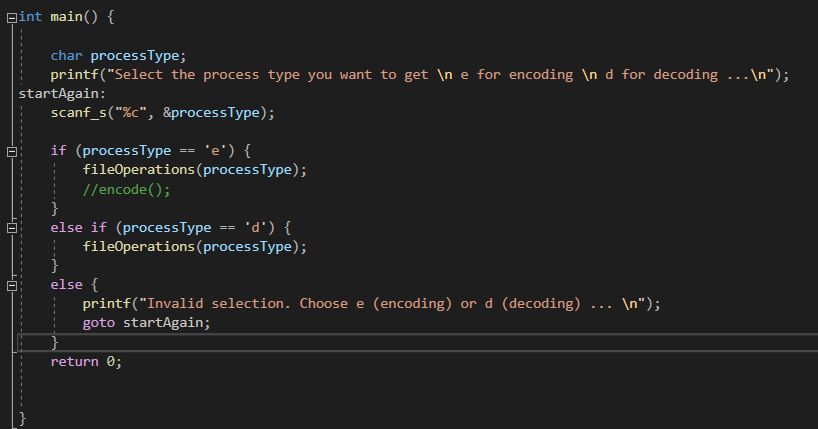 int main() {
char processType;
printf("Select the process type you want to get \n e for encoding \n d for decoding ...\n");
startAgain:
scanf_s("%c", &processType);
if (processType == 'e') {
fileOperations(processType);
//encode();
}
else if (processType == 'd') {
fileOperations(processType);
}
else {
printf("Invalid selection. Choose e (encoding) or d (decoding) ... \n");
goto startAgain;
}
return 0;
}